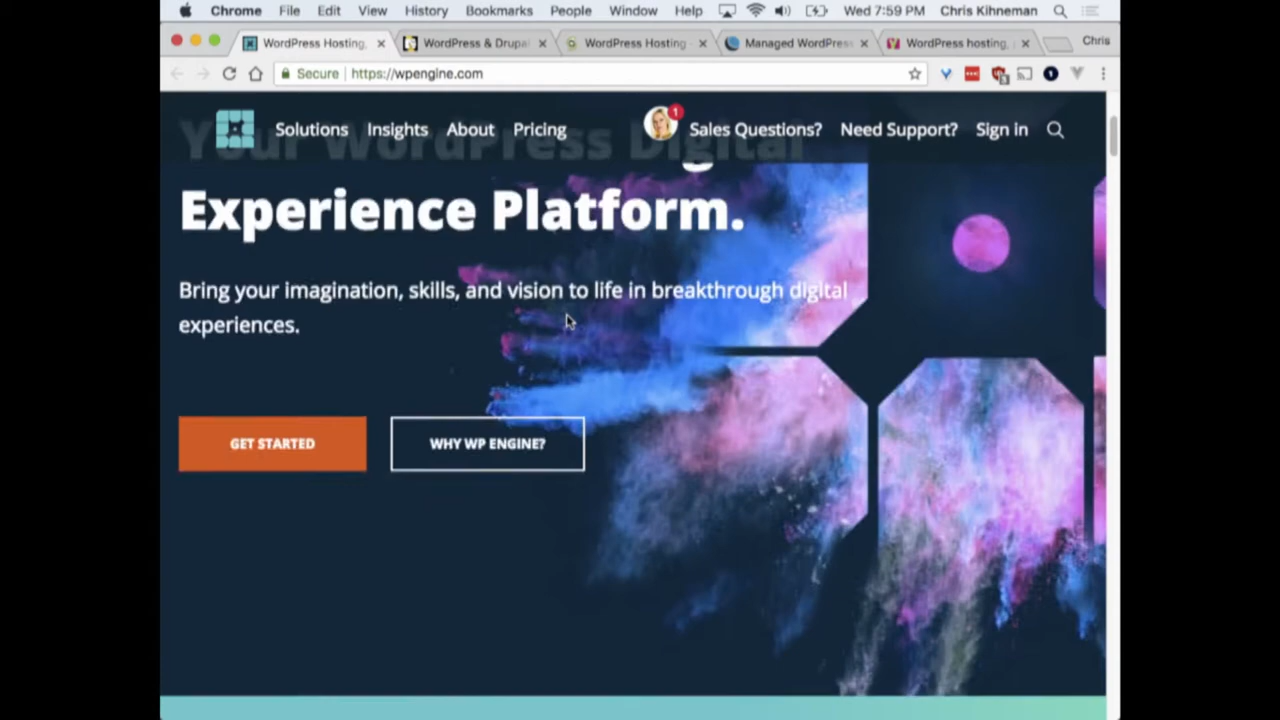 Chrome File Edit View History Bookmarks People Window Help Wed 7:59 PM Chris Kihneman
WordPress Hosting, WordPress & Drupal WordPress Hosting - Managed WordPress WordPress hosting, Chris
Secure https://wpengine.com
Solutions Insights About Pricing 1 Sales Questions? Need Support? Sign in
Your WordPress Digital
Experience Platform.
Bring your imagination, skills, and vision to life in breakthrough digital
experiences.
GET STARTED WHY WP ENGINE?